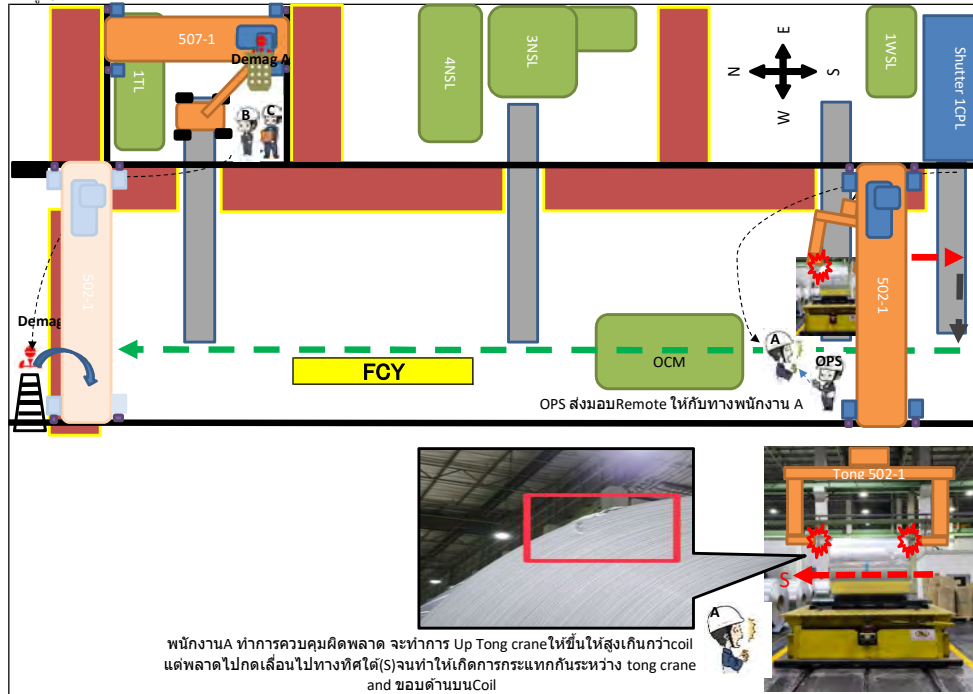 507-1
Demag A
1TL
B
C
4NSL
3NSL
E
N
S
W
1WSL
Shutter 1CPL
502-1
502-1
Demag
FCY
OCM
A
OPS
OPS ส่งมอบRemote ให้กับทางพนักงาน A
Tong 502-1
S
A
พนักงานA ทำการควบคุมผิดพลาด จะทำการ Up Tong craneให้ขึ้นให้สูงเกินกว่าcoil
แต่พลาดไปกดเลื่อนไปทางทิศใต้(S)จนทำให้เกิดการกระแทกกันระหว่าง tong crane
and ขอบด้านบนCoil